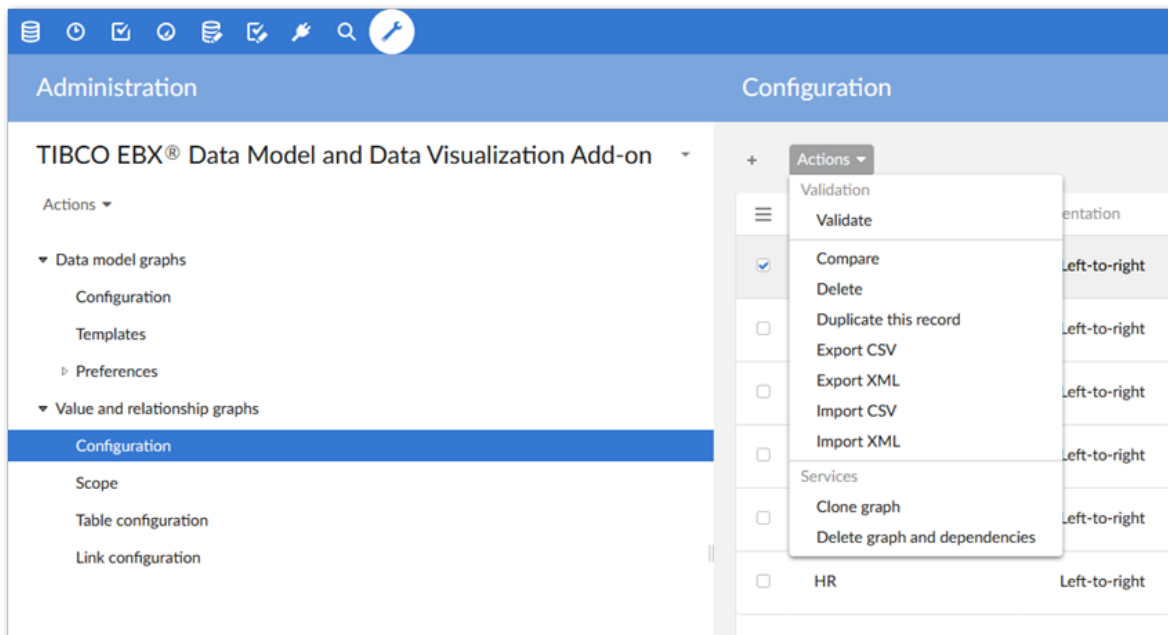 Administration
Configuration
TIBCO EBX® Data Model and Data Visualization Add-on
Actions
Data model graphs
Configuration
Templates
Preferences
Value and relationship graphs
Configuration
Scope
Table configuration
Link configuration
+ Actions
Validation
Validate
Compare
Delete
Duplicate this record
Export CSV
Export XML
Import CSV
Import XML
Services
Clone graph
Delete graph and dependencies
entation
Left-to-right
Left-to-right
Left-to-right
Left-to-right
Left-to-right
HR Left-to-right